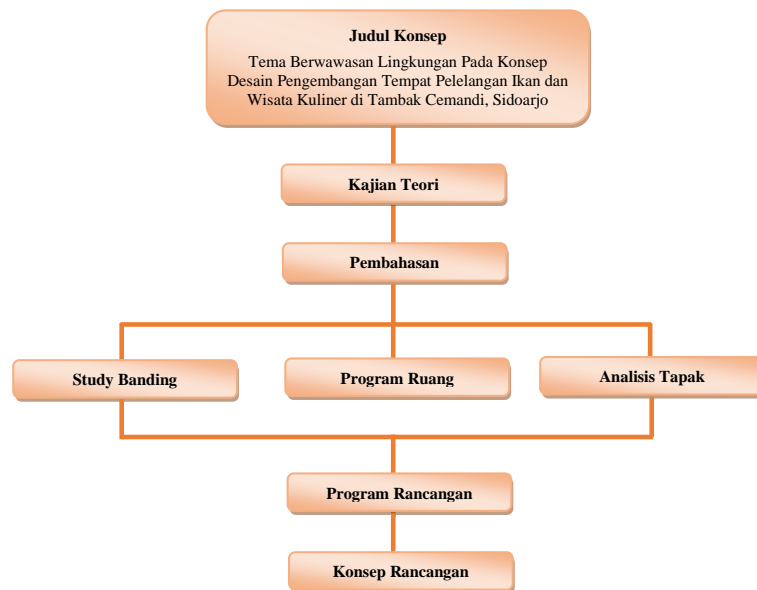 Judul Konsep
Tema Berwawasan Lingkungan Pada Konsep
Desain Pengembangan Tempat Pelelangan Ikan dan
Wisata Kuliner di Tambak Cemandi, Sidoarjo
Kajian Teori
Pembahasan
Study Banding
Program Ruang
Analisis Tapak
Program Rancangan
Konsep Rancangan